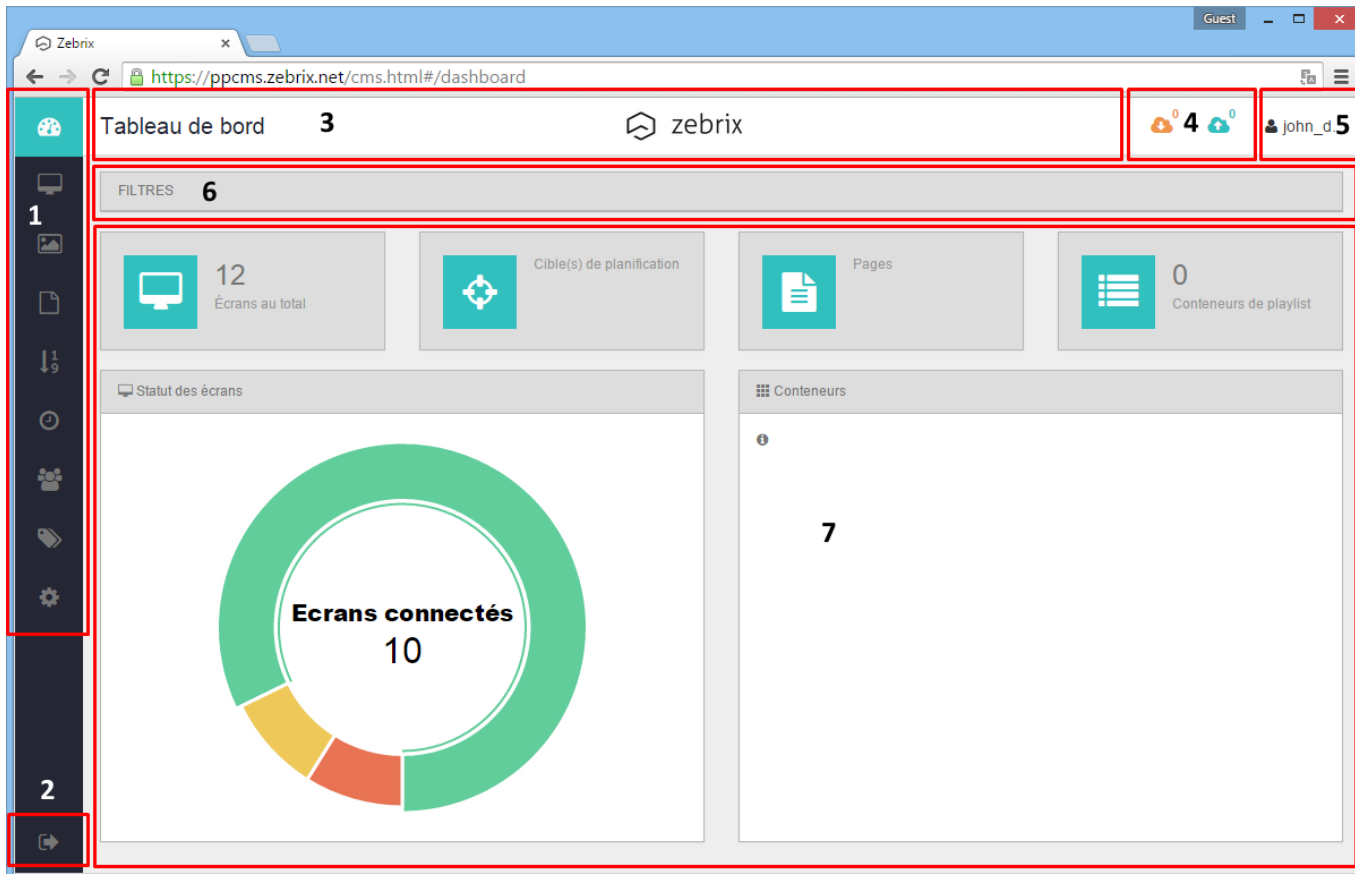 Guest
Zebrix
https://ppcms.zebrix.net/cms.html#/dashboard
Tableau de bord 3 zebrix 0 4 0 john_d. 5
FILTRES 6
1
12
Écrans au total
Cible(s) de planification
Pages
0
Conteneurs de playlist
1
9
Statut des écrans
Conteneurs
7
Ecrans connectés
10
2